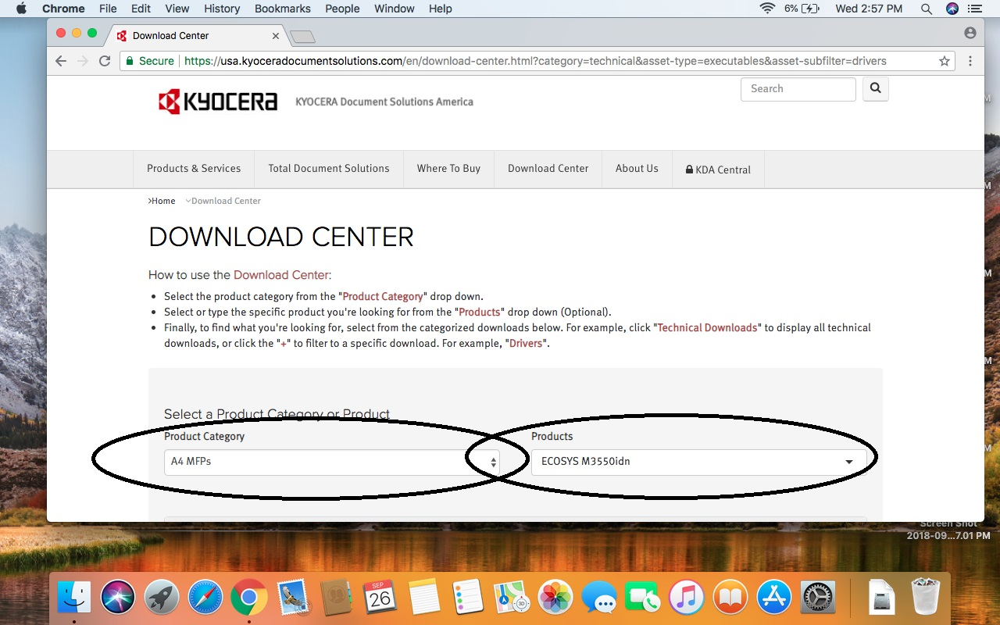 Chrome File Edit View History Bookmarks People Window Help 6% Wed 2:57 PM
Download Center
Secure https://usa.kyoceradocumentsolutions.com/en/download-center.html?category=technical&asset-type=executables&asset-subfilter=drivers
KYOCERA KYOCERA Document Solutions America Search
Products & Services Total Document Solutions Where To Buy Download Center About Us KDA Central
Home Download Center
DOWNLOAD CENTER
How to use the Download Center:
Select the product category from the "Product Category" drop down.
Select or type the specific product you're looking for from the "Products" drop down (Optional).
Finally, to find what you're looking for, select from the categorized downloads below. For example, click "Technical Downloads" to display all technical
downloads, or click the "+" to filter to a specific download. For example, "Drivers".
Select a Product Category or Product
Product Category Products
A4 MFPs ECOSYS M3550idn
Screen Shot
2018-09...7.01 PM
SEP
26
3D